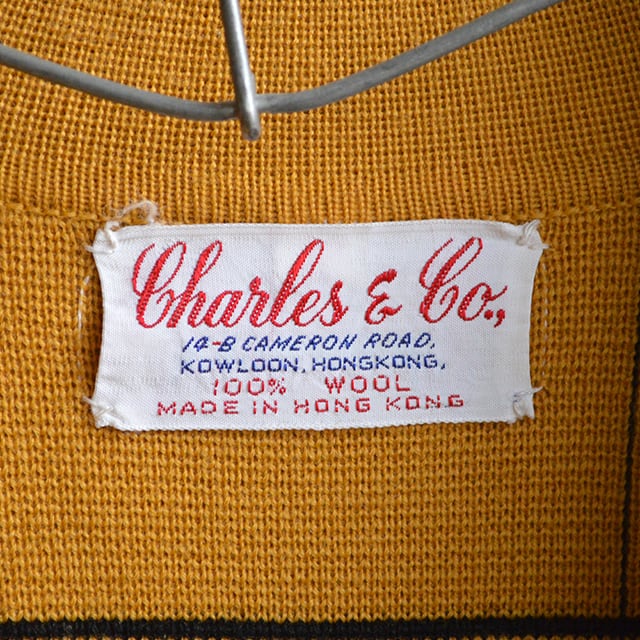 Charles & Co.,
14-B CAMERON ROAD,
KOWLOON, HONGKONG,
100% WOOL
MADE IN HONG KONG